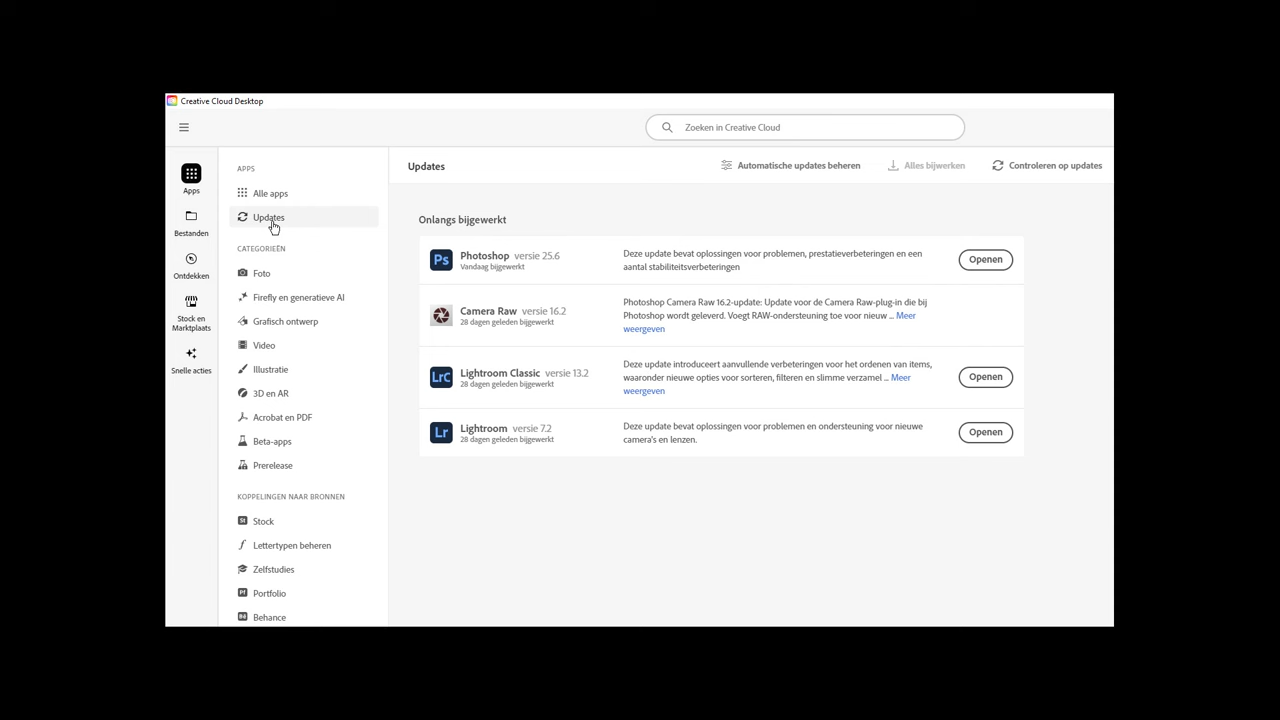 Creative Cloud Desktop
Zoeken in Creative Cloud
Apps
Bestanden
Ontdekken
Stock en
Marktplaats
Snelle acties
APPS
Alle apps
Updates
CATEGORIEËN
Foto
Firefly en generatieve AI
Grafisch ontwerp
Video
Illustratie
3D en AR
Acrobat en PDF
Beta-apps
Prerelease
KOPPELINGEN NAAR BRONNEN
St Stock
Lettertypen beheren
Zelfstudies
Pf Portfolio
Bē Behance
Updates
Automatische updates beheren
Alles bijwerken
Controleren op updates
Onlangs bijgewerkt
Ps
Photoshop versie 25.6
Vandaag bijgewerkt
Deze update bevat oplossingen voor problemen, prestatieverbeteringen en een
aantal stabiliteitsverbeteringen
Openen
Camera Raw versie 16.2
28 dagen geleden bijgewerkt
Photoshop Camera Raw 16.2-update: Update voor de Camera Raw-plug-in die bij
Photoshop wordt geleverd. Voegt RAW-ondersteuning toe voor nieuw ... Meer
weergeven
LrC
Lightroom Classic versie 13.2
28 dagen geleden bijgewerkt
Deze update introduceert aanvullende verbeteringen voor het ordenen van items,
waaronder nieuwe opties voor sorteren, filteren en slimme verzamel ... Meer
weergeven
Openen
Lr
Lightroom versie 7.2
28 dagen geleden bijgewerkt
Deze update bevat oplossingen voor problemen en ondersteuning voor nieuwe
camera's en lenzen.
Openen